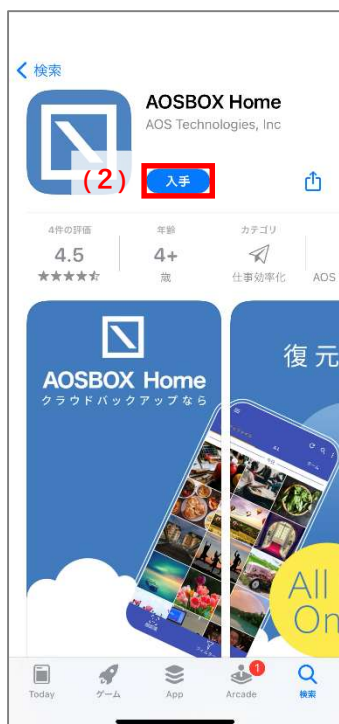 検索
AOSBOX Home
AOS Technologies, Inc
(2)
入手
4件の評価
年齢
カテゴリ
4.5
4+
歳
仕事効率化
AOS
AOSBOX Home
クラウドバックアップなら
復元
All
On
Today
ゲーム
App
Arcade
1
検索